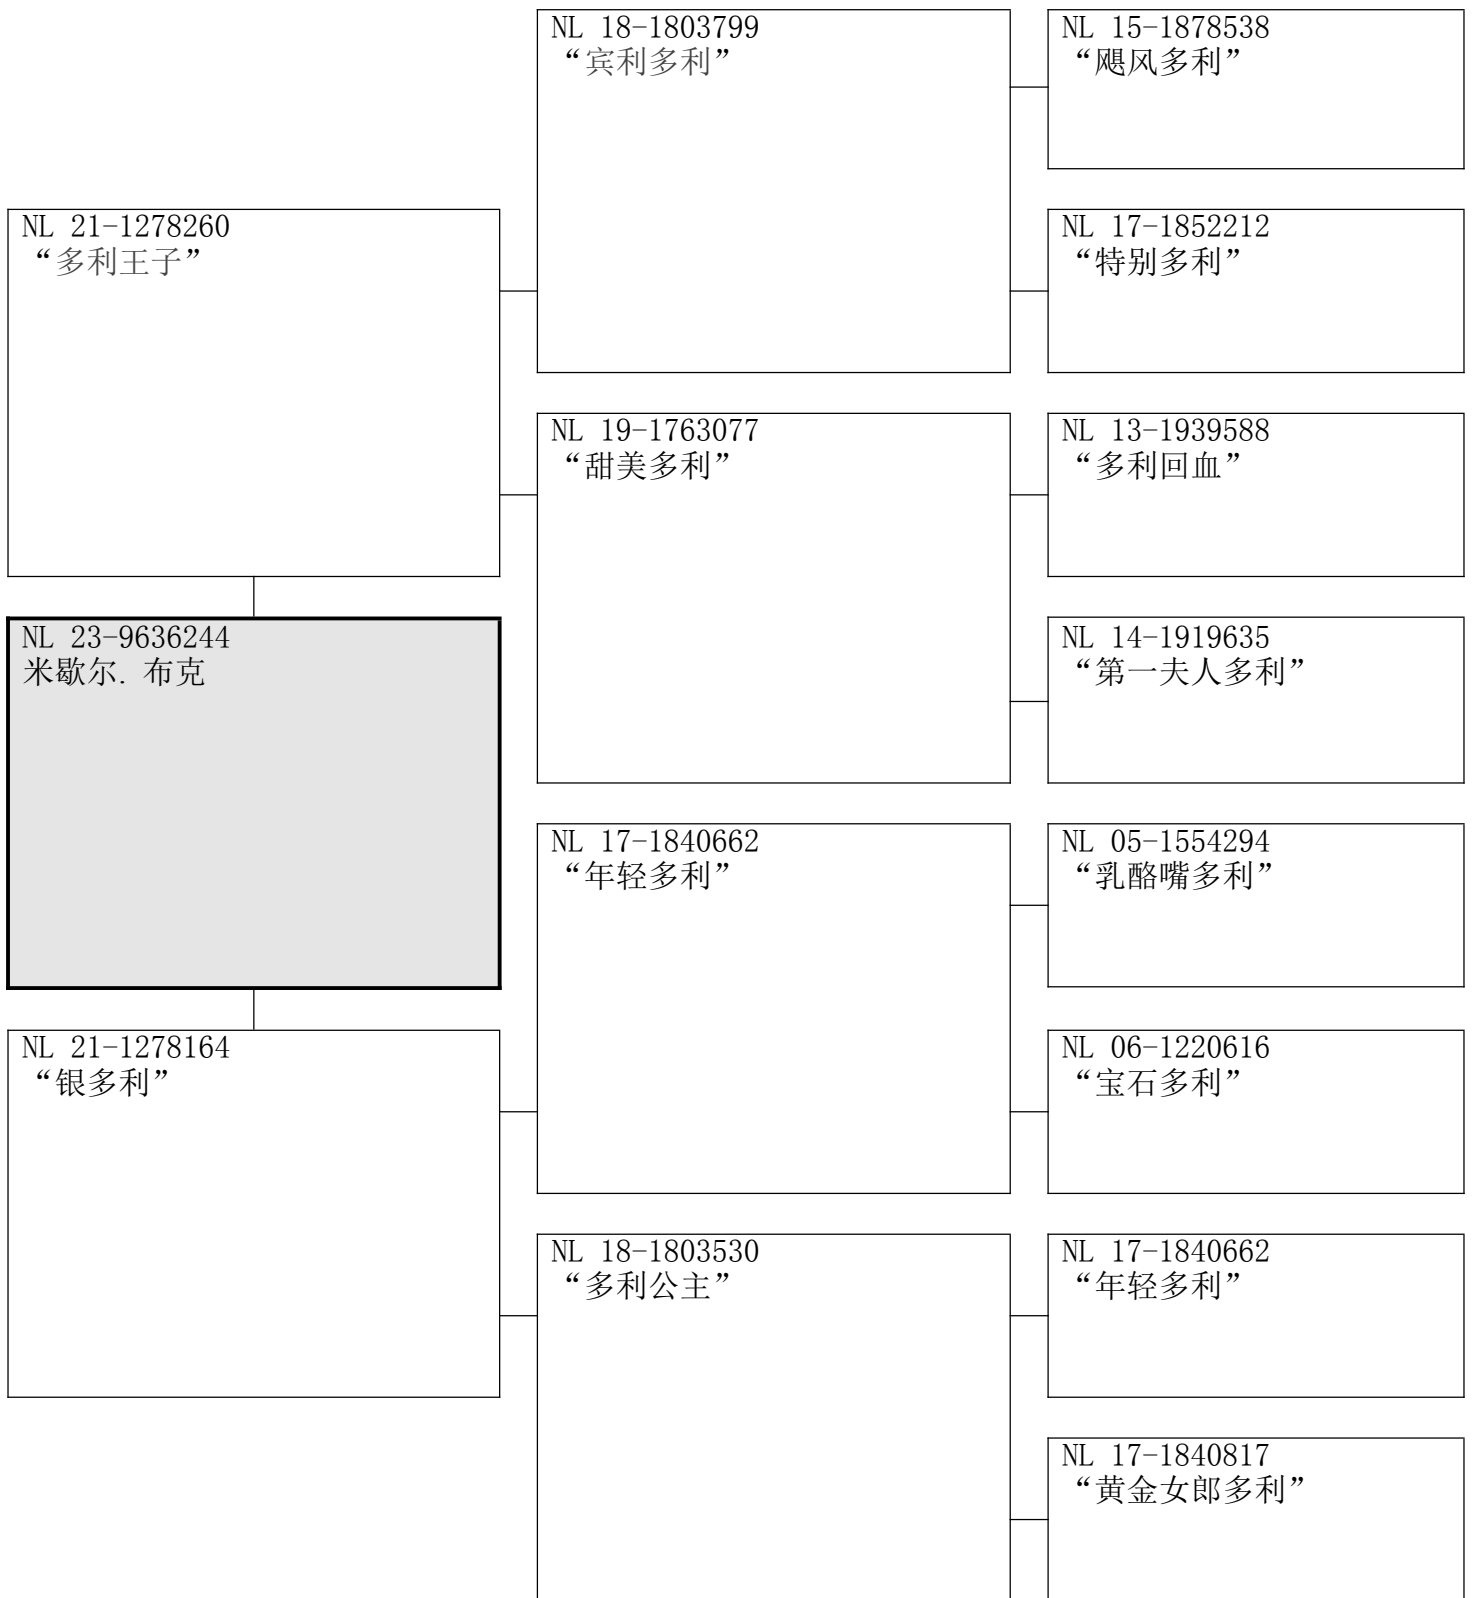 NL 18-1803799
“宾利多利”
NL 15-1878538
“飓风多利”
NL 21-1278260
“多利王子”
NL 17-1852212
“特别多利”
NL 19-1763077
“甜美多利”
NL 13-1939588
“多利回血”
NL 23-9636244
米歇尔. 布克
NL 14-1919635
“第一夫人多利”
NL 17-1840662
“年轻多利”
NL 05-1554294
“乳酪嘴多利”
NL 21-1278164
“银多利”
NL 06-1220616
“宝石多利”
NL 18-1803530
“多利公主”
NL 17-1840662
“年轻多利”
NL 17-1840817
“黄金女郎多利”